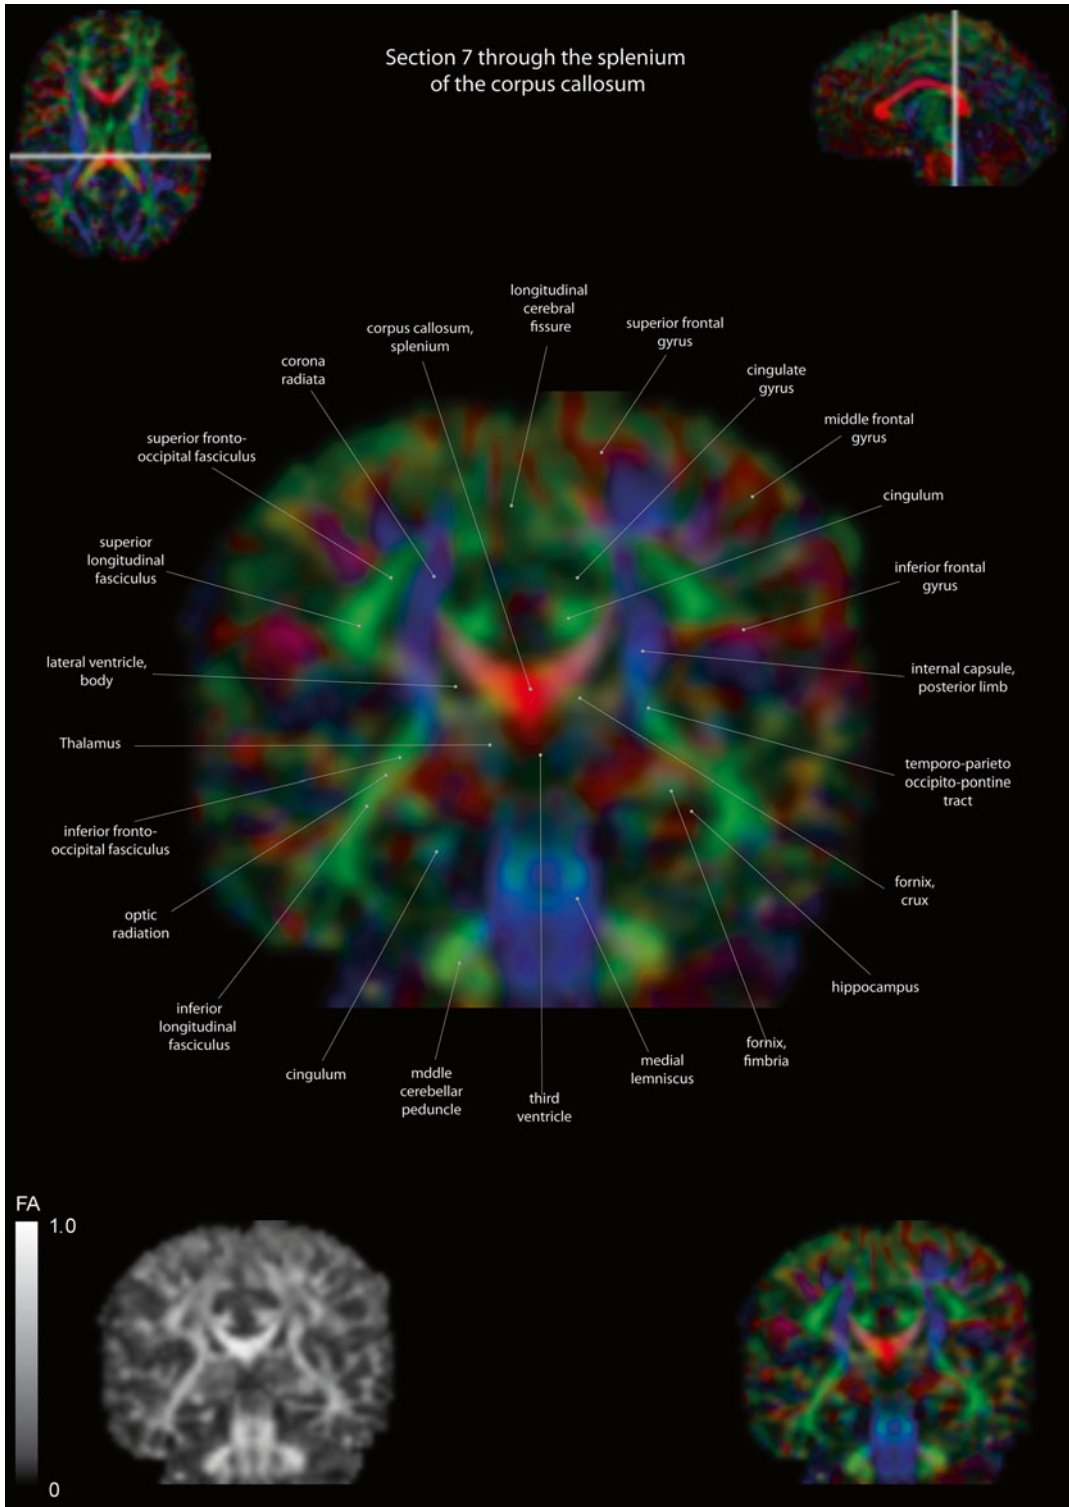 Section 7 through the splenium
of the corpus callosum
longitudinal
cerebral
fissure
corpus callosum,
splenium
superior frontal
gyrus
corona
radiata
cingulate
gyrus
superior fronto-
occipital fasciculus
middle frontal
gyrus
cingulum
superior
longitudinal
fasciculus
inferior frontal
gyrus
lateral ventricle,
body
internal capsule,
posterior limb
Thalamus
temporo-parieto
occipito-pontine
tract
inferior fronto-
occipital fasciculus
fornix,
crux
optic
radiation
hippocampus
inferior
longitudinal
fasciculus
fornix,
fimbria
cingulum
mddle
cerebellar
peduncle
third
ventricle
medial
lemniscus
FA
1.0
0